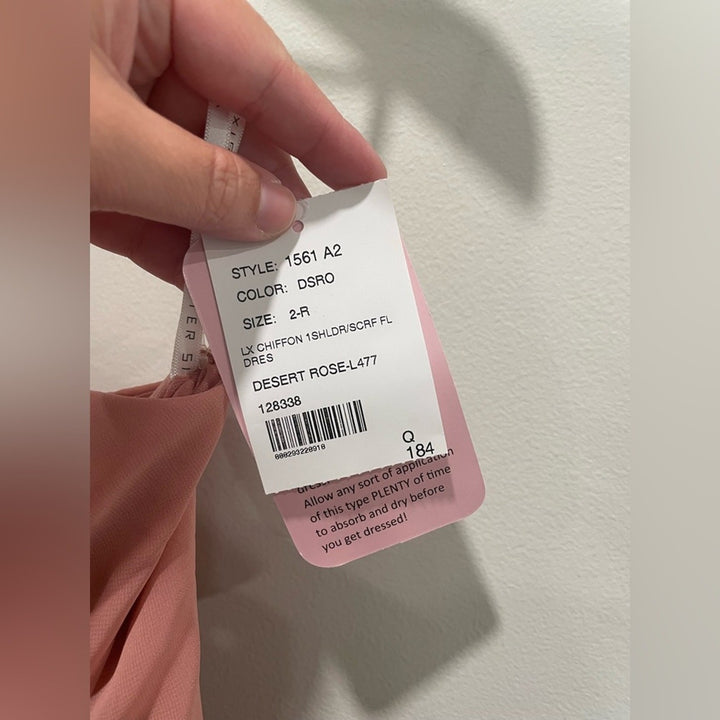 STYLE: 1561 A2
COLOR: DSRO
SIZE: 2-R
LX CHIFFON 1SHLDR/SCRF FL
DRES
DESERT ROSE-L477
128338
000293220910
Q
184
Allow any sort of application
of this type PLENTY of time
to absorb and dry before
you get dressed!